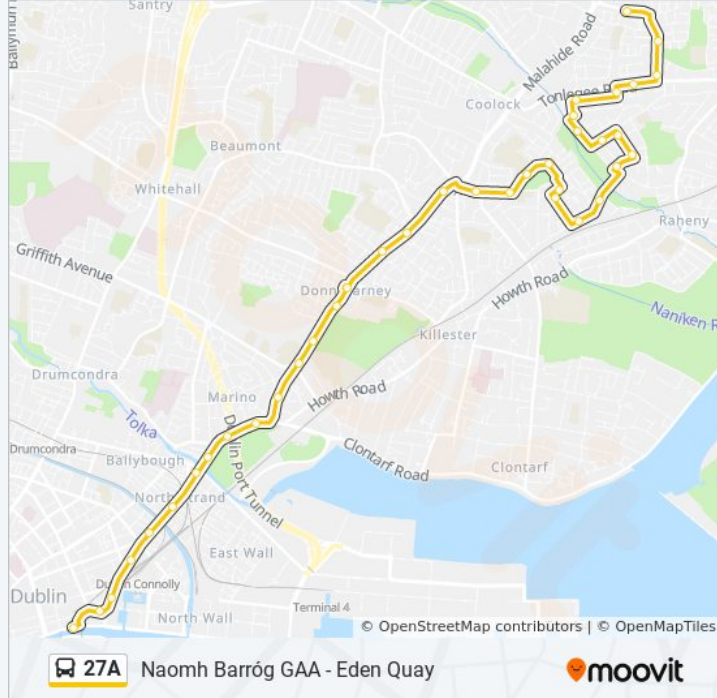 Santry
Ballymun
Malahide Road
Tonlegee Road
Coolock
Beaumont
Whitehall
Raheny
Griffith Avenue
Howth Road
Donnycarney
Naniken R
Killester
Drumcondra
Marino
Howth Road
Tolka
Dublin Port Tunnel
Clontarf Road
Drumcondra
Ballybough
Clontarf
North Strand
East Wall
Dublin Connolly
Dublin
North Wall
Terminal 4
© OpenStreetMap contributors | © OpenMapTiles
27A
Naomh Barróg GAA - Eden Quay
moovit